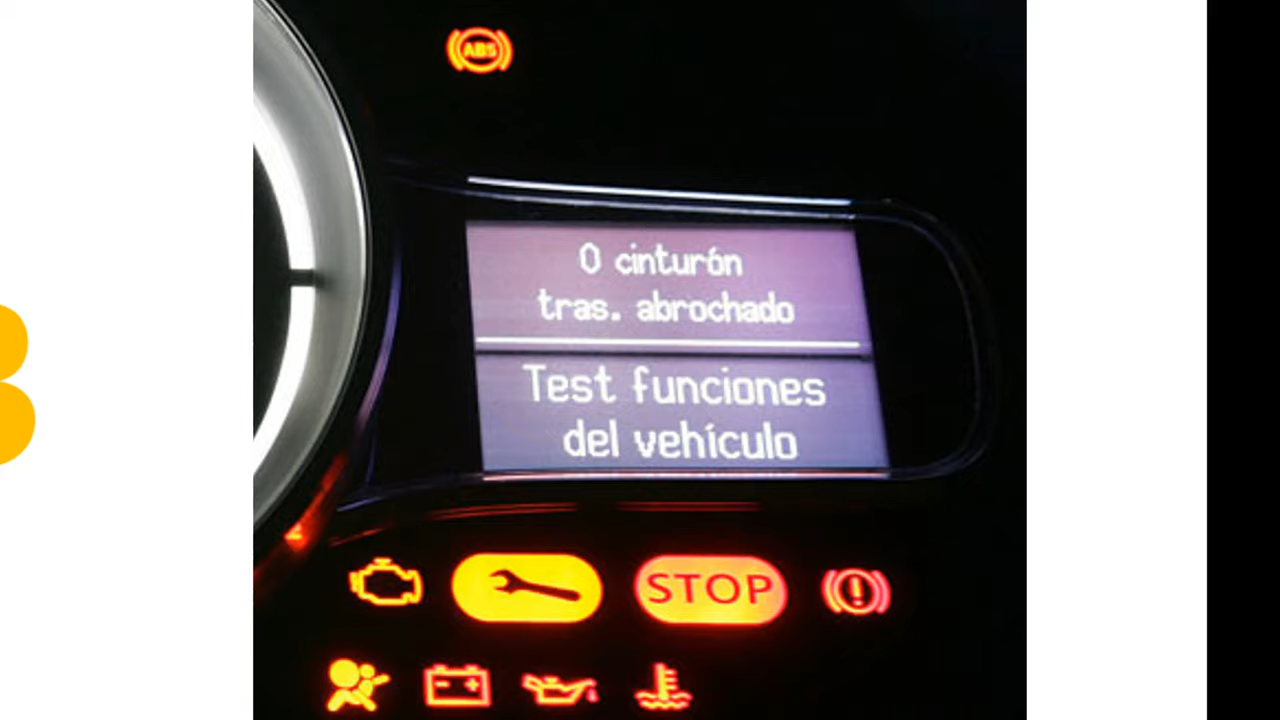 ABS
0 cinturón
tras. abrochado
Test funciones
del vehículo
STOP